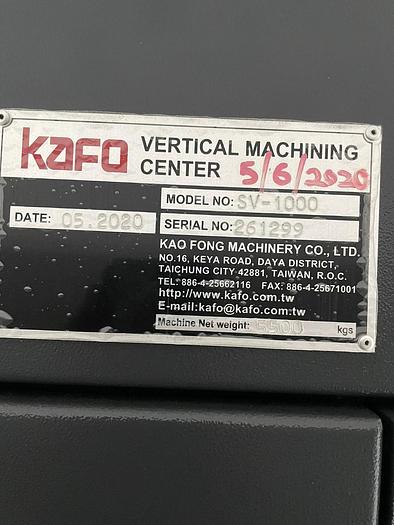 KAFO VERTICAL MACHINING
CENTER 5/6/2020
MODEL NO: SV-1000
DATE: 05.2020 SERIAL NO: 261299
KAO FONG MACHINERY CO., LTD.
NO.16, KEYA ROAD, DAYA DISTRICT,
TAICHUNG CITY 42881, TAIWAN, R.O.C.
TEL: 886-4-25662116 FAX: 886-4-25671001
http://www.kafo.com.tw
E-mail:kafo@kafo.com.tw
Machine Net weight: 5500 kgs